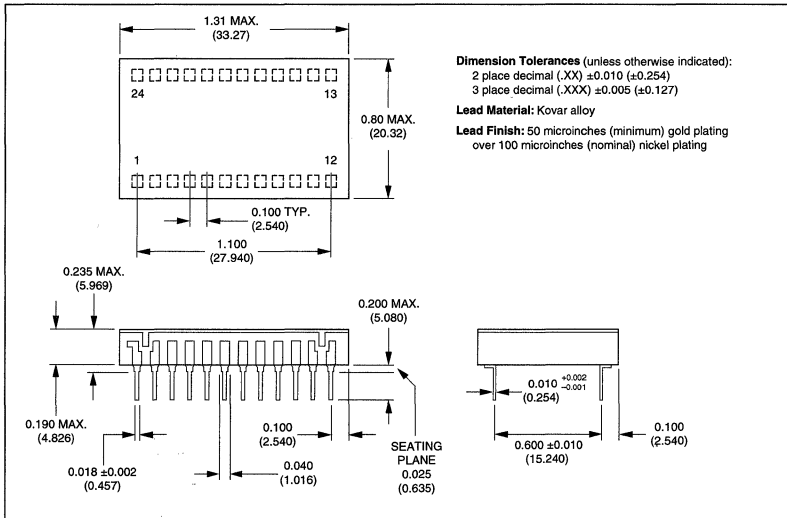 1.31 MAX.
(33.27)
Dimension Tolerances (unless otherwise indicated):
2 place decimal (.XX) ±0.010 (±0.254)
3 place decimal (.XXX) ±0.005 (±0.127)
Lead Material: Kovar alloy
Lead Finish: 50 microinches (minimum) gold plating
over 100 microinches (nominal) nickel plating
24
13
0.80 MAX.
(20.32)
1
12
0.100 TYP.
(2.540)
1.100
(27.940)
0.235 MAX.
(5.969)
0.200 MAX.
(5.080)
0.190 MAX.
(4.826)
0.018 ±0.002
(0.457)
0.040
(1.016)
0.100
(2.540)
SEATING
PLANE
0.025
(0.635)
0.010 +0.002 −0.001
(0.254)
0.600 ±0.010
(15.240)
0.100
(2.540)